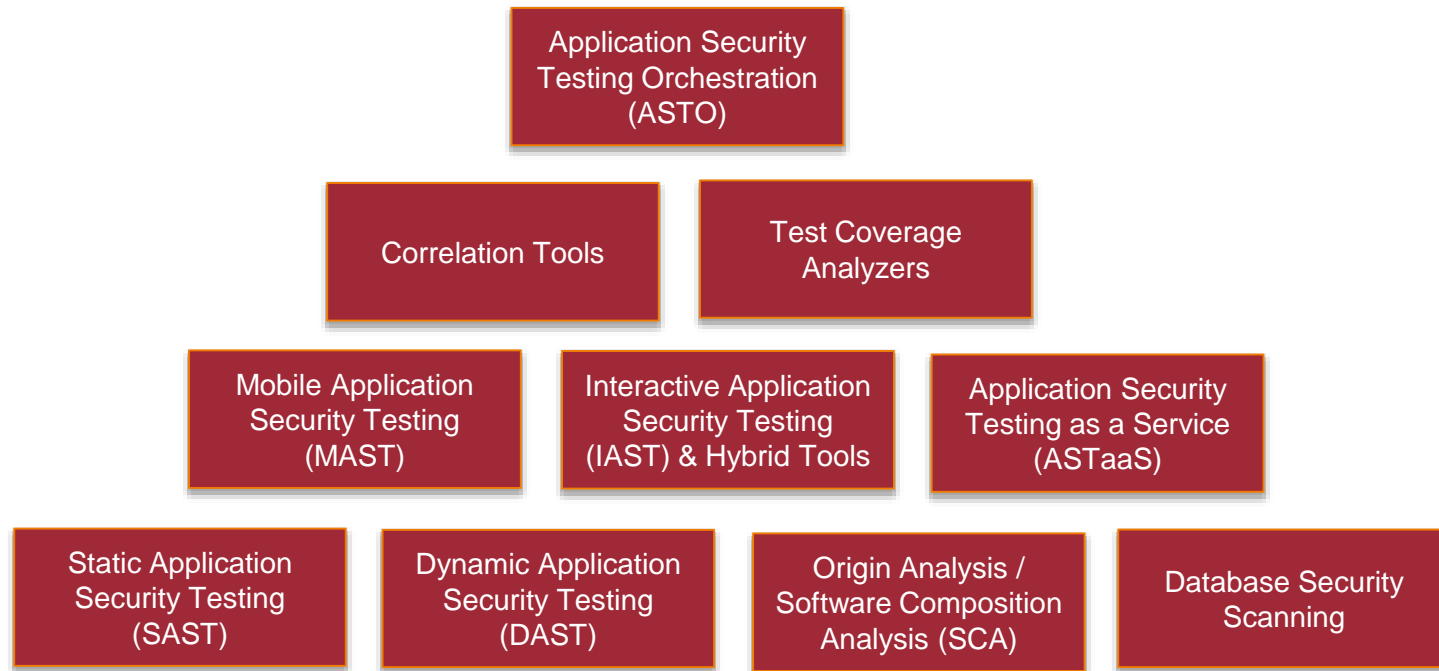 Application Security
Testing Orchestration
(ASTO)
Correlation Tools
Test Coverage
Analyzers
Mobile Application
Security Testing
(MAST)
Interactive Application
Security Testing
(IAST) & Hybrid Tools
Application Security
Testing as a Service
(ASTaaS)
Static Application
Security Testing
(SAST)
Dynamic Application
Security Testing
(DAST)
Origin Analysis /
Software Composition
Analysis (SCA)
Database Security
Scanning